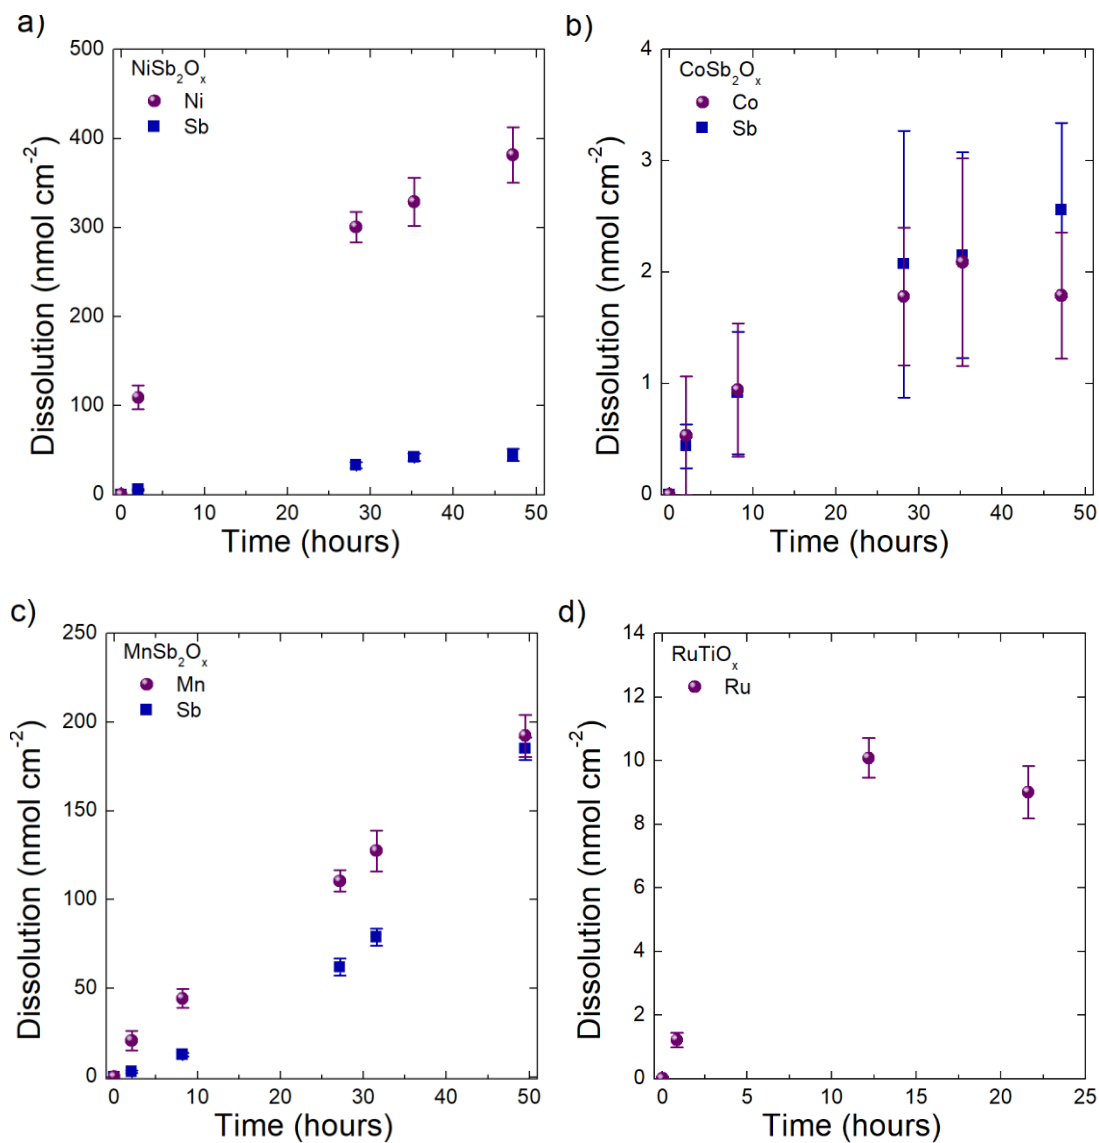 a)
NiSb₂Oₓ
Ni
Sb
500
400
300
200
100
0
0 10 20 30 40 50
Time (hours)
Dissolution (nmol cm⁻²)
b)
CoSb₂Oₓ
Co
Sb
4
3
2
1
0
0 10 20 30 40 50
Time (hours)
Dissolution (nmol cm⁻²)
c)
MnSb₂Oₓ
Mn
Sb
250
200
150
100
50
0
0 10 20 30 40 50
Time (hours)
Dissolution (nmol cm⁻²)
d)
RuTiOₓ
Ru
14
12
10
8
6
4
2
0
0 5 10 15 20 25
Time (hours)
Dissolution (nmol cm⁻²)